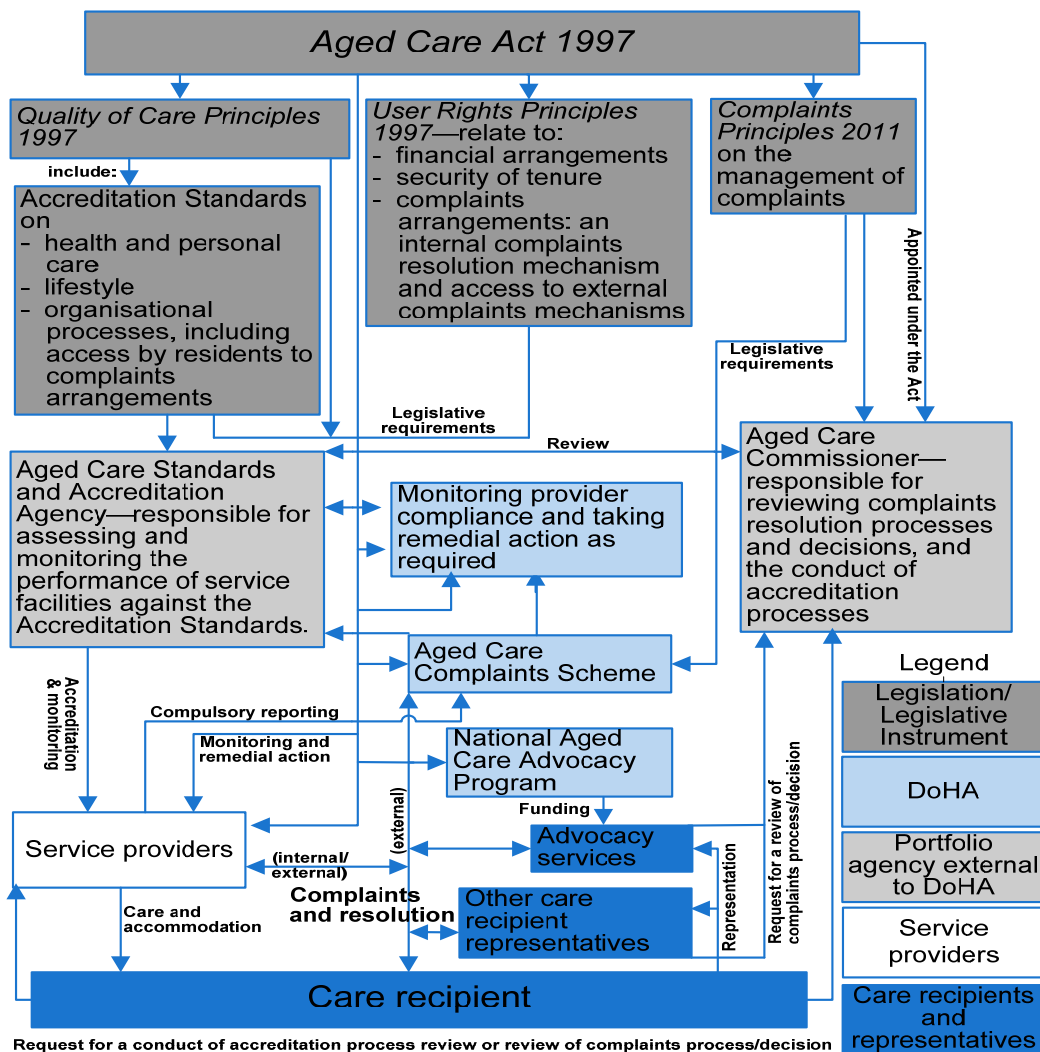 Aged Care Act 1997
Quality of Care Principles
1997
User Rights Principles
1997—relate to:
- financial arrangements
- security of tenure
- complaints
arrangements: an
internal complaints
resolution mechanism
and access to external
complaints mechanisms
Complaints
Principles 2011
on the
management of
complaints
include:
Accreditation Standards
on
- health and personal
care
- lifestyle
- organisational
processes, including
access by residents to
complaints
arrangements
Appointed under the Act
Legislative
requirements
Legislative
requirements
Review
Aged Care Standards
and Accreditation
Agency—responsible for
assessing and
monitoring the
performance of service
facilities against the
Accreditation Standards.
Monitoring provider
compliance and taking
remedial action as
required
Aged Care
Commissioner—
responsible for
reviewing complaints
resolution processes
and decisions, and
the conduct of
accreditation
processes
Aged Care
Complaints Scheme
Accreditation
& monitoring
Compulsory reporting
Monitoring and
remedial action
National Aged
Care Advocacy
Program
Funding
(external)
Advocacy
services
Service providers
(internal/
external)
Complaints
and resolution
Other care
recipient
representatives
Representation
Request for a review of
complaints process/decision
Care and
accommodation
Care recipient
Request for a conduct of accreditation process review or review of complaints process/decision
Legend
Legislation/
Legislative
Instrument
DoHA
Portfolio
agency external
to DoHA
Service
providers
Care recipients
and
representatives